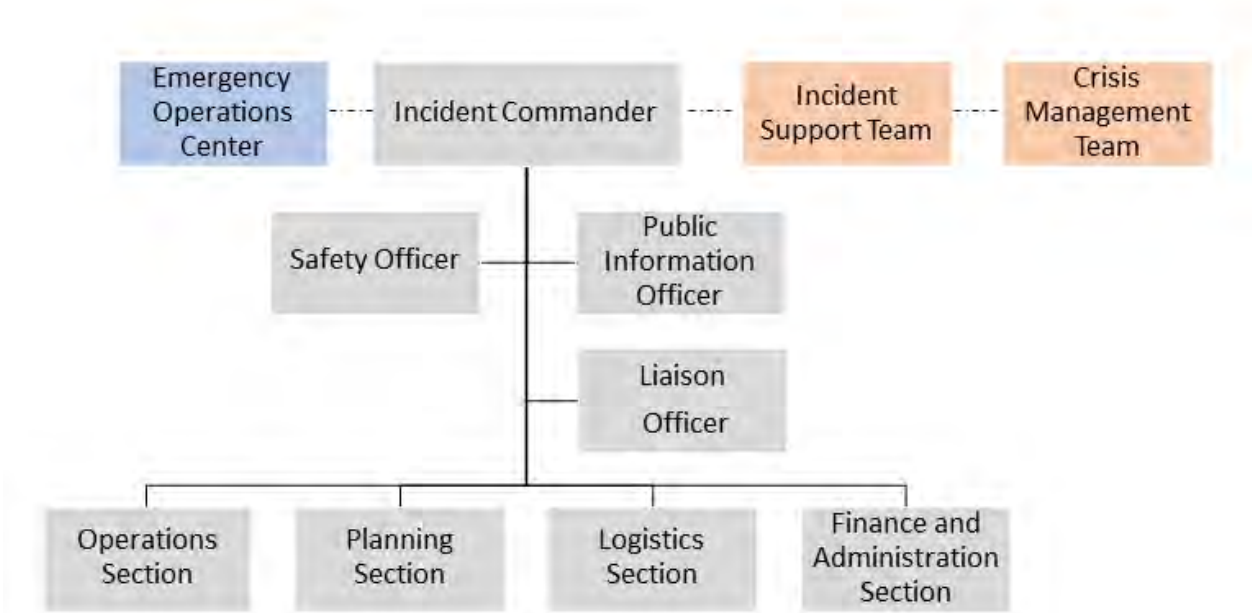 Emergency
Operations
Center
Incident Commander
Incident
Support Team
Crisis
Management
Team
Safety Officer
Public
Information
Officer
Liaison
Officer
Operations
Section
Planning
Section
Logistics
Section
Finance and
Administration
Section